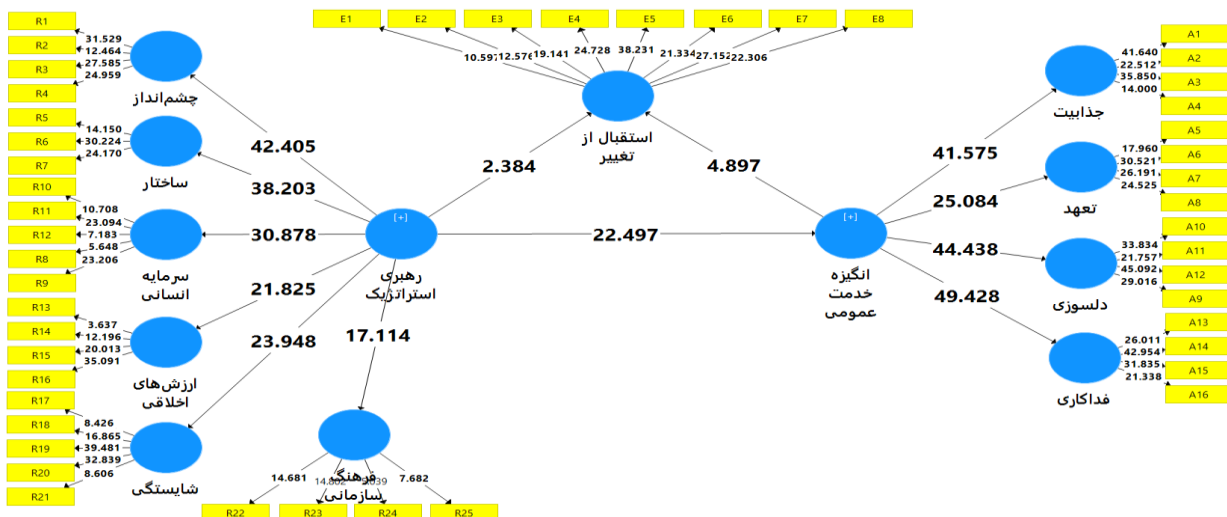 R1
R2
R3
R4
31.529
12.464
27.585
24.959
چشم‌انداز
R5
R6
R7
14.150
30.224
24.170
ساختار
R10
R11
R12
R8
R9
10.708
23.094
7.183
5.648
23.206
سرمایه
انسانی
R13
R14
R15
R16
3.637
12.196
20.013
35.091
ارزش‌های
اخلاقی
R17
R18
R19
R20
R21
8.426
16.865
39.481
32.839
8.606
شایستگی
42.405
38.203
30.878
21.825
23.948
17.114
[+]
رهبری
استراتژیک
فرهنگ
سازمانی
14.681
7.682
R22
R23
R24
R25
E1
E2
E3
E4
E5
E6
E7
E8
10.597
12.576
19.141
24.728
38.231
21.334
27.152
22.306
استقبال از
تغییر
2.384
4.897
22.497
[+]
انگیزه
خدمت
عمومی
41.575
25.084
44.438
49.428
A1
A2
A3
A4
41.640
22.512
35.850
14.000
جذابیت
A5
A6
A7
A8
17.960
30.521
26.191
24.525
تعهد
A10
A11
A12
A9
33.834
21.757
45.092
29.016
دلسوزی
A13
A14
A15
A16
26.011
42.954
31.835
21.338
فداکاری